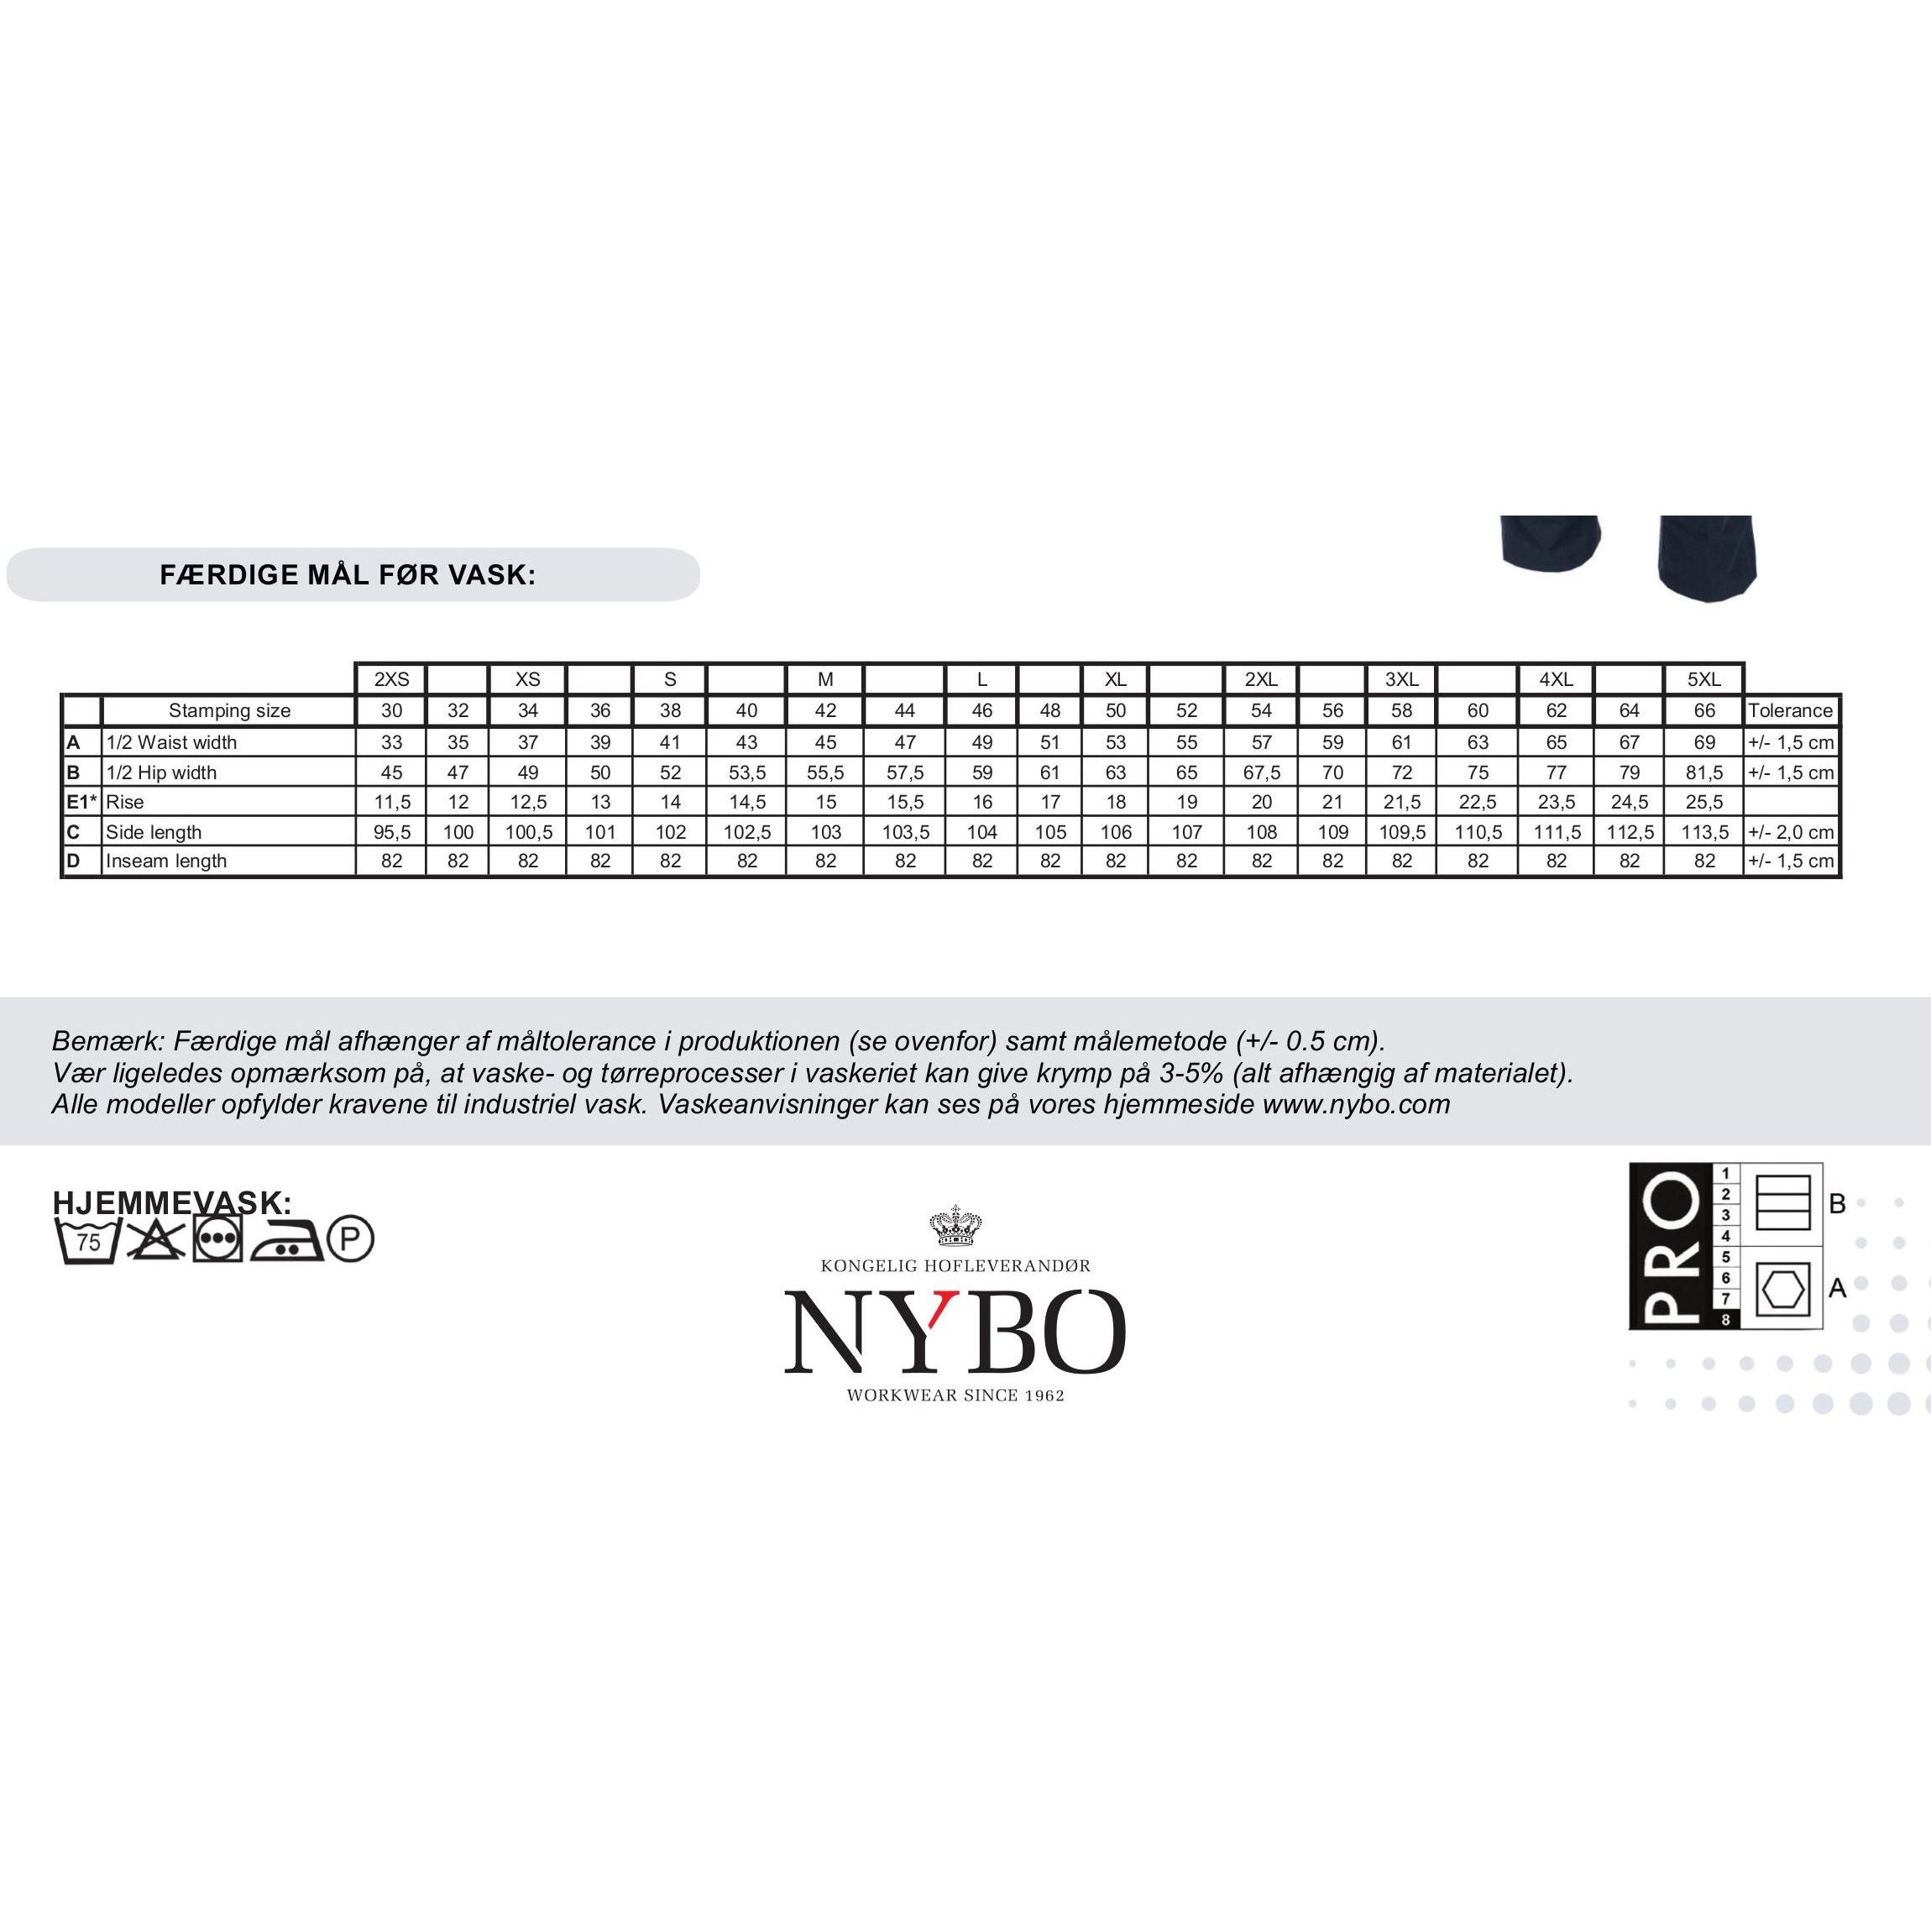 FÆRDIGE MÅL FØR VASK:
2XS XS S M L XL 2XL 3XL 4XL 5XL
Stamping size 30 32 34 36 38 40 42 44 46 48 50 52 54 56 58 60 62 64 66 Tolerance
A 1/2 Waist width 33 35 37 39 41 43 45 47 49 51 53 55 57 59 61 63 65 67 69 +/- 1,5 cm
B 1/2 Hip width 45 47 49 50 52 53,5 55,5 57,5 59 61 63 65 67,5 70 72 75 77 79 81,5 +/- 1,5 cm
E1* Rise 11,5 12 12,5 13 14 14,5 15 15,5 16 17 18 19 20 21 21,5 22,5 23,5 24,5 25,5
C Side length 95,5 100 100,5 101 102 102,5 103 103,5 104 105 106 107 108 109 109,5 110,5 111,5 112,5 113,5 +/- 2,0 cm
D Inseam length 82 82 82 82 82 82 82 82 82 82 82 82 82 82 82 82 82 82 82 +/- 1,5 cm
Bemærk: Færdige mål afhænger af måltolerance i produktionen (se ovenfor) samt målemetode (+/- 0.5 cm).
Vær ligeledes opmærksom på, at vaske- og tørreprocesser i vaskeriet kan give krymp på 3-5% (alt afhængig af materialet).
Alle modeller opfylder kravene til industriel vask. Vaskeanvisninger kan ses på vores hjemmeside www.nybo.com
HJEMMEVASK:
75 P
KONGELIG HOFLEVERANDØR
NYBO
WORKWEAR SINCE 1962
PRO
1
2
3
4
5
6
7
8
B
A